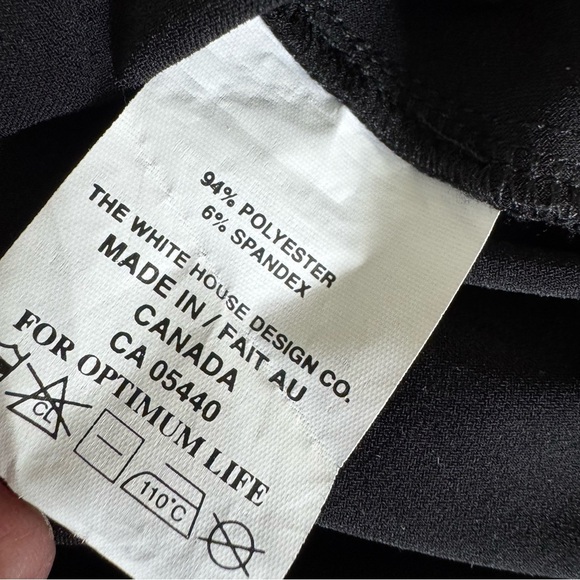 94% POLYESTER
6% SPANDEX
THE WHITE HOUSE DESIGN CO.
MADE IN / FAIT AU
CANADA
CA 05440
FOR OPTIMUM LIFE
CL
110°C